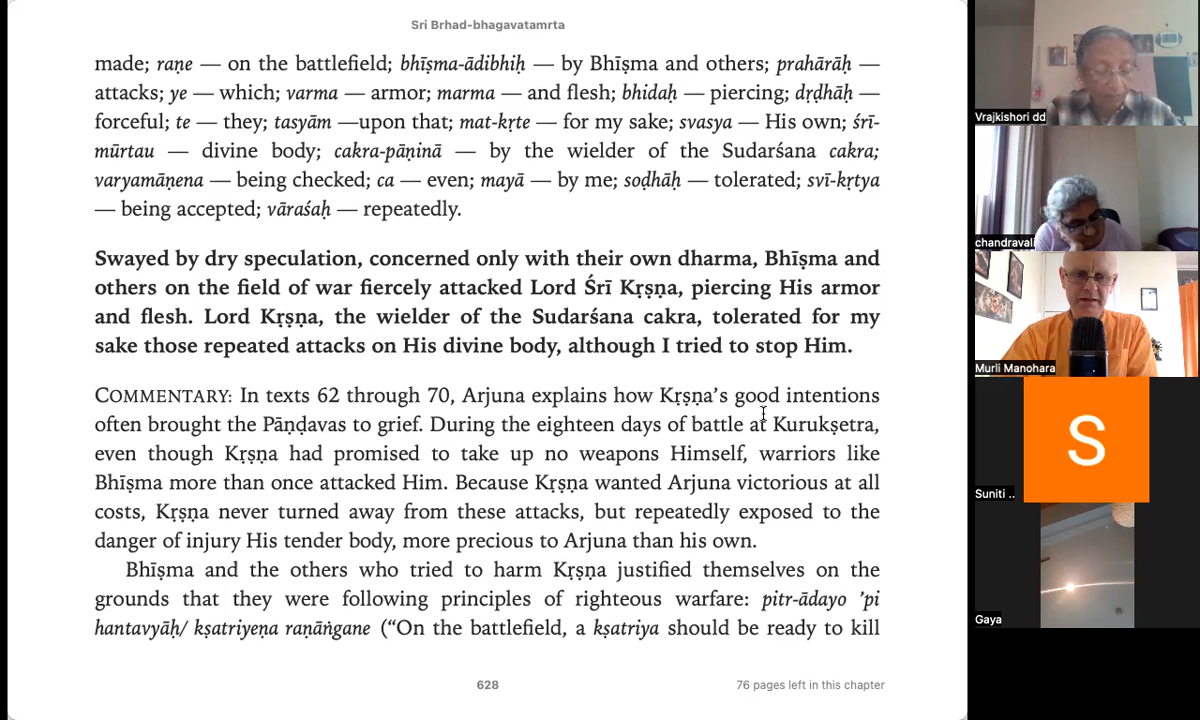 Sri Brhad-bhagavatamrta
made; raṇe — on the battlefield; bhīṣma-ādibhiḥ — by Bhīṣma and others; prahārāḥ —
attacks; ye — which; varma — armor; marma — and flesh; bhidaḥ — piercing; dṛḍhāḥ —
forceful; te — they; tasyām —upon that; mat-kṛte — for my sake; svasya — His own; śrī-
mūrtau — divine body; cakra-pāṇinā — by the wielder of the Sudarśana cakra;
varyamāṇena — being checked; ca — even; mayā — by me; soḍhāḥ — tolerated; svī-kṛtya
— being accepted; vāraśaḥ — repeatedly.
Swayed by dry speculation, concerned only with their own dharma, Bhīṣma and
others on the field of war fiercely attacked Lord Śrī Kṛṣṇa, piercing His armor
and flesh. Lord Kṛṣṇa, the wielder of the Sudarśana cakra, tolerated for my
sake those repeated attacks on His divine body, although I tried to stop Him.
COMMENTARY: In texts 62 through 70, Arjuna explains how Kṛṣṇa’s good intentions
often brought the Pāṇḍavas to grief. During the eighteen days of battle at Kurukṣetra,
even though Kṛṣṇa had promised to take up no weapons Himself, warriors like
Bhīṣma more than once attacked Him. Because Kṛṣṇa wanted Arjuna victorious at all
costs, Kṛṣṇa never turned away from these attacks, but repeatedly exposed to the
danger of injury His tender body, more precious to Arjuna than his own.
Bhīṣma and the others who tried to harm Kṛṣṇa justified themselves on the
grounds that they were following principles of righteous warfare: pitr-ādayo ’pi
hantavyāḥ/ kṣatriyeṇa raṇāṅgane (“On the battlefield, a kṣatriya should be ready to kill
628
76 pages left in this chapter
Vrajkishori dd
chandravali
Murli Manohara
S
Suniti ..
Gaya